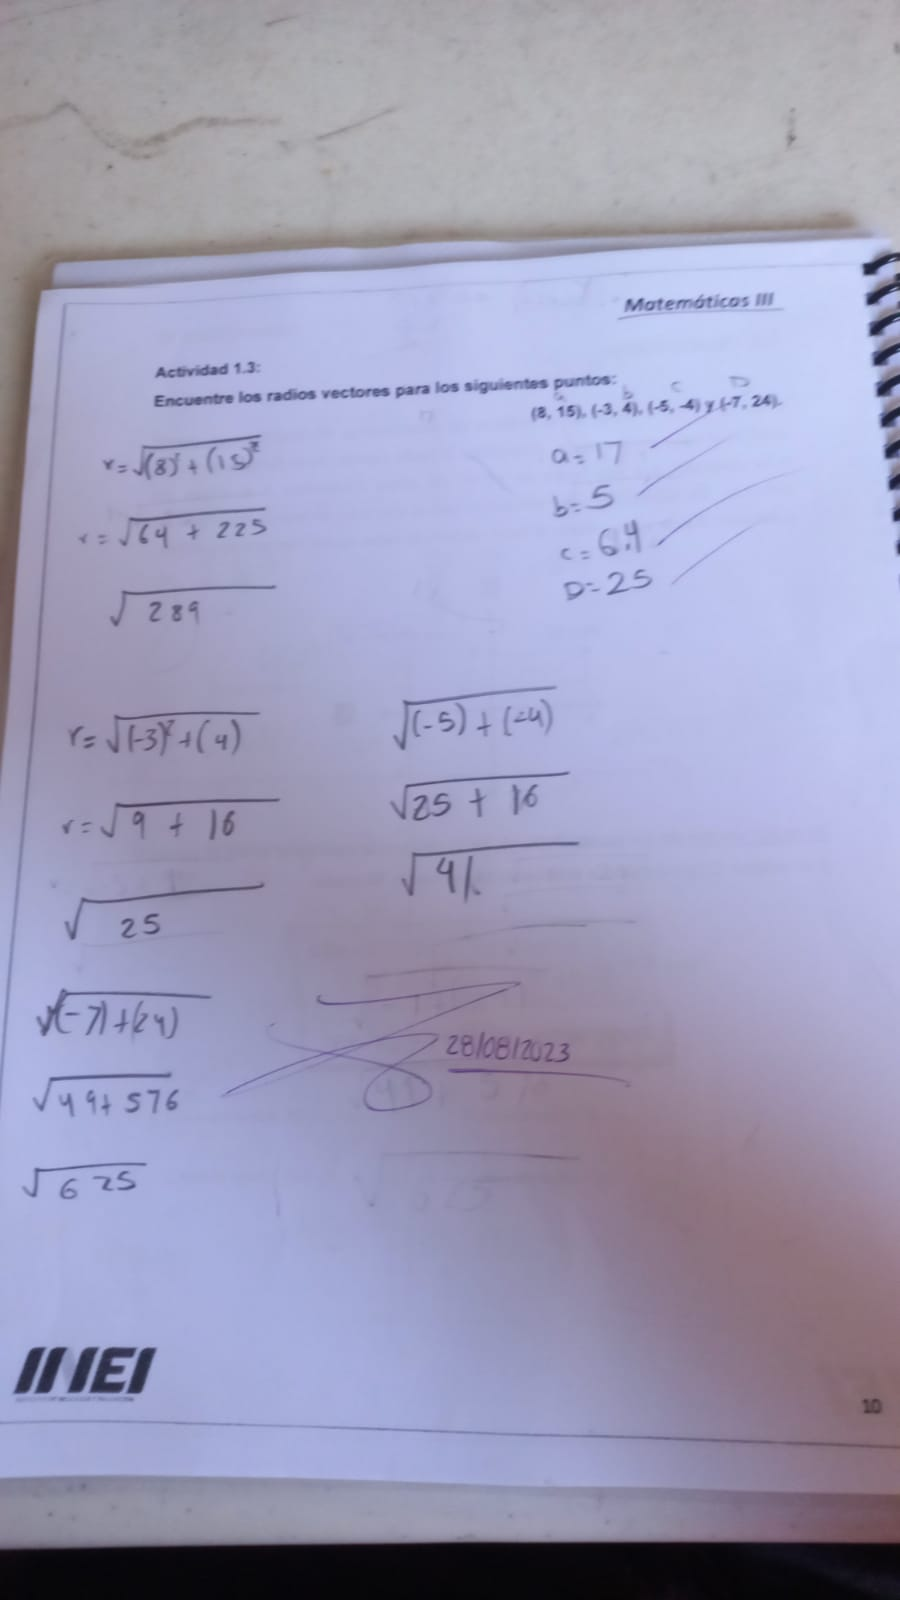 Matemáticas III
Actividad 1.3:
Encuentre los radios vectores para los siguientes puntos:
a b c D
(8, 15), (-3, 4), (-5, -4) y (-7, 24).
r = √(8)² + (15)²
a = 17
r = √64 + 225
b = 5
√289
c = 6.4
D = 25
r = √(-3)² + (4)
r = √9 + 16
√25
√(-5) + (-4)
√25 + 16
√41.
√(-7) + (24)
√49 + 576
√625
28/08/2023
INEI
10